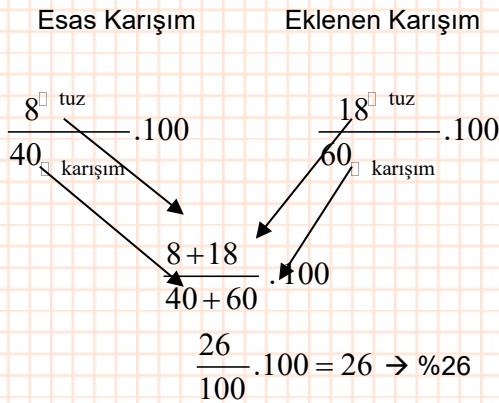 Esas Karışım Eklenen Karışım
8 tuz 18 tuz
.100 .100
40 karışım 60 karışım
8 + 18
.100
40 + 60
26
.100 = 26 → %26
100